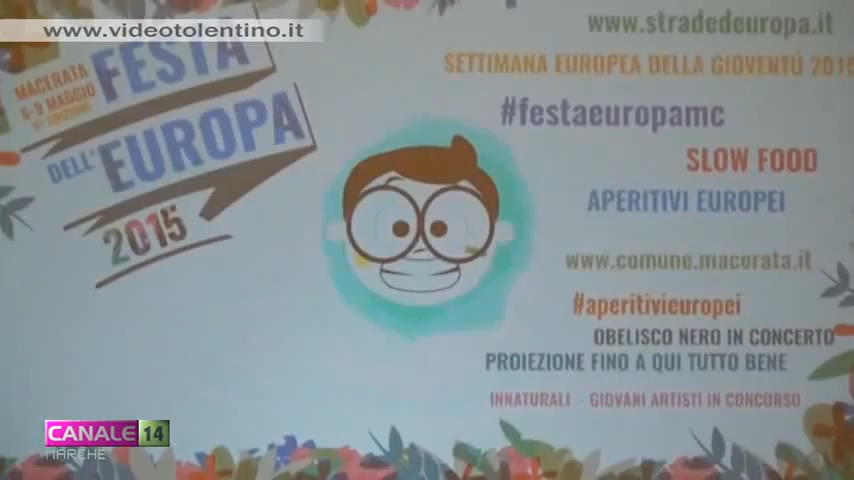 www.videotolentino.it
MACERATA
6-9 MAGGIO
FESTA
DELL'EUROPA
2015
www.stradedeuropa.it
SETTIMANA EUROPEA DELLA GIOVENTÙ 2015
#festaeuropamc
SLOW FOOD
APERITIVI EUROPEI
www.comune.macerata.it
#aperitivieuropei
OBELISCO NERO IN CONCERTO
PROIEZIONE FINO A QUI TUTTO BENE
INNATURALI - GIOVANI ARTISTI IN CONCORSO
CANALE 14
MARCHE